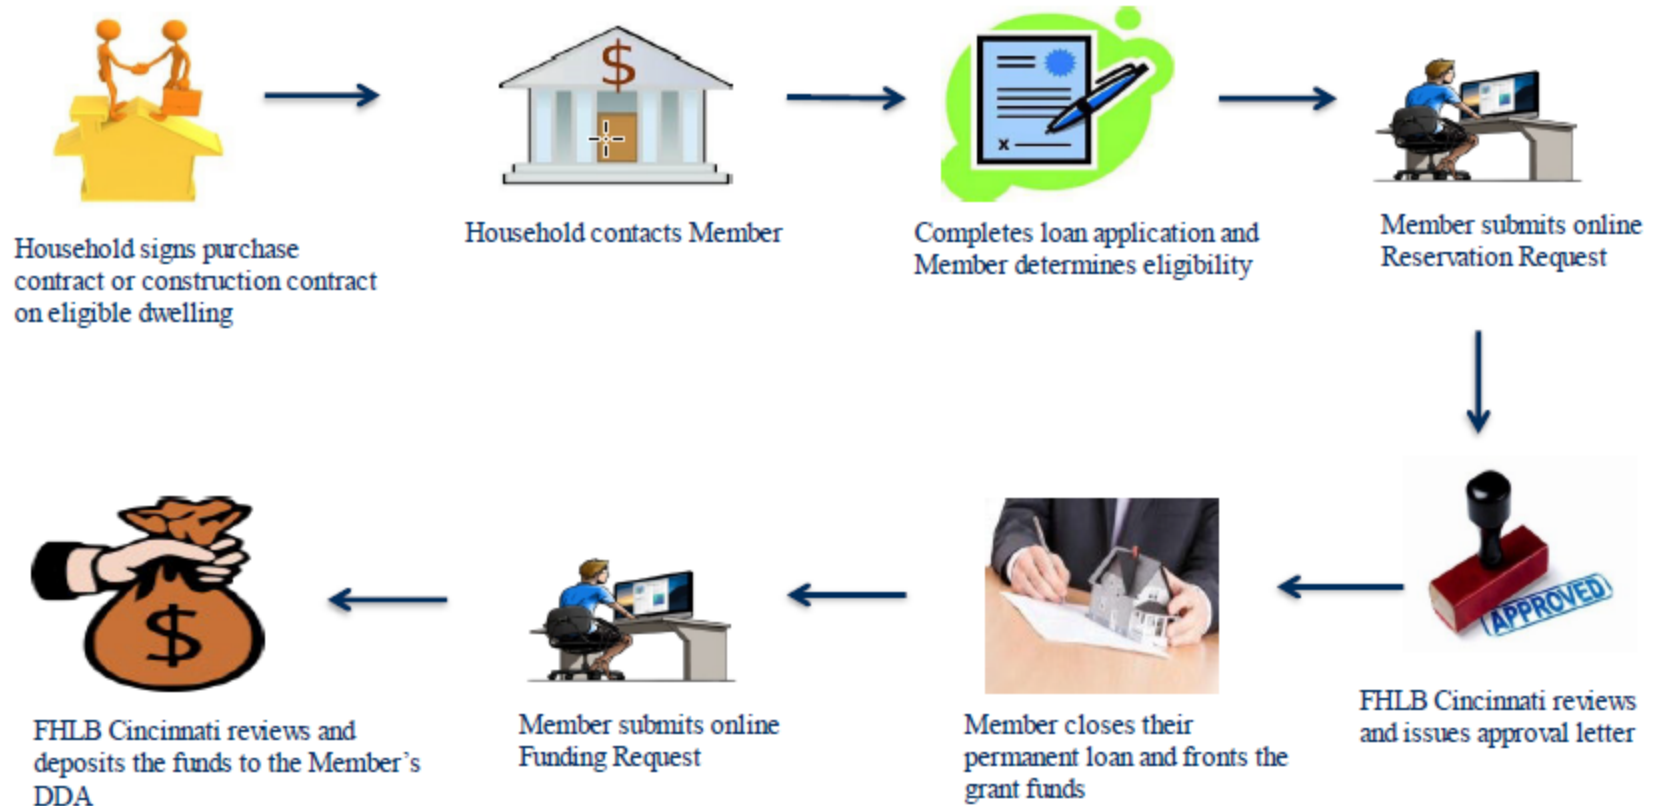 $
Household signs purchase
contract or construction contract
on eligible dwelling
Household contacts Member
x
Completes loan application and
Member determines eligibility
Member submits online
Reservation Request
APPROVED
FHLB Cincinnati reviews
and issues approval letter
Member closes their
permanent loan and fronts the
grant funds
Member submits online
Funding Request
$
FHLB Cincinnati reviews and
deposits the funds to the Member's
DDA